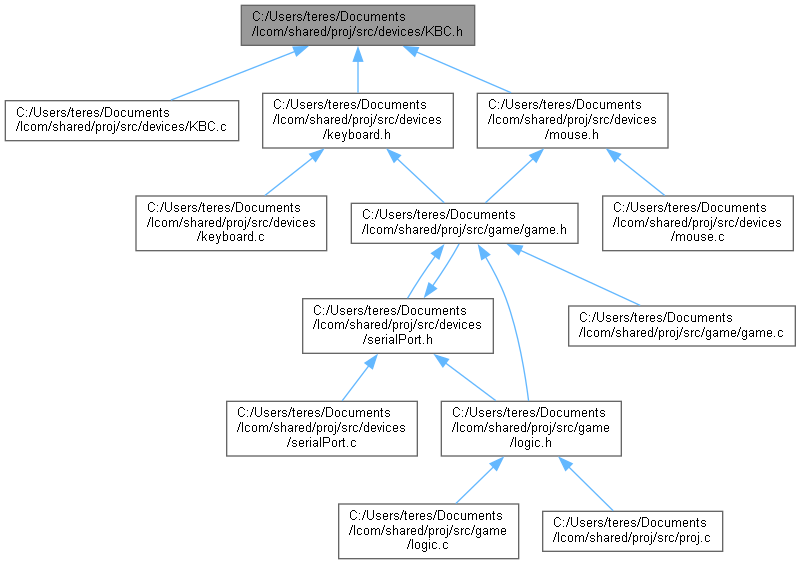 C:/Users/teres/Documents
/lcom/shared/proj/src/devices/KBC.h
C:/Users/teres/Documents
/lcom/shared/proj/src/devices/KBC.c
C:/Users/teres/Documents
/lcom/shared/proj/src/devices
/keyboard.h
C:/Users/teres/Documents
/lcom/shared/proj/src/devices
/mouse.h
C:/Users/teres/Documents
/lcom/shared/proj/src/devices
/keyboard.c
C:/Users/teres/Documents
/lcom/shared/proj/src/game/game.h
C:/Users/teres/Documents
/lcom/shared/proj/src/devices
/mouse.c
C:/Users/teres/Documents
/lcom/shared/proj/src/devices
/serialPort.h
C:/Users/teres/Documents
/lcom/shared/proj/src/game/game.c
C:/Users/teres/Documents
/lcom/shared/proj/src/devices
/serialPort.c
C:/Users/teres/Documents
/lcom/shared/proj/src/game
/logic.h
C:/Users/teres/Documents
/lcom/shared/proj/src/game
/logic.c
C:/Users/teres/Documents
/lcom/shared/proj/src/proj.c